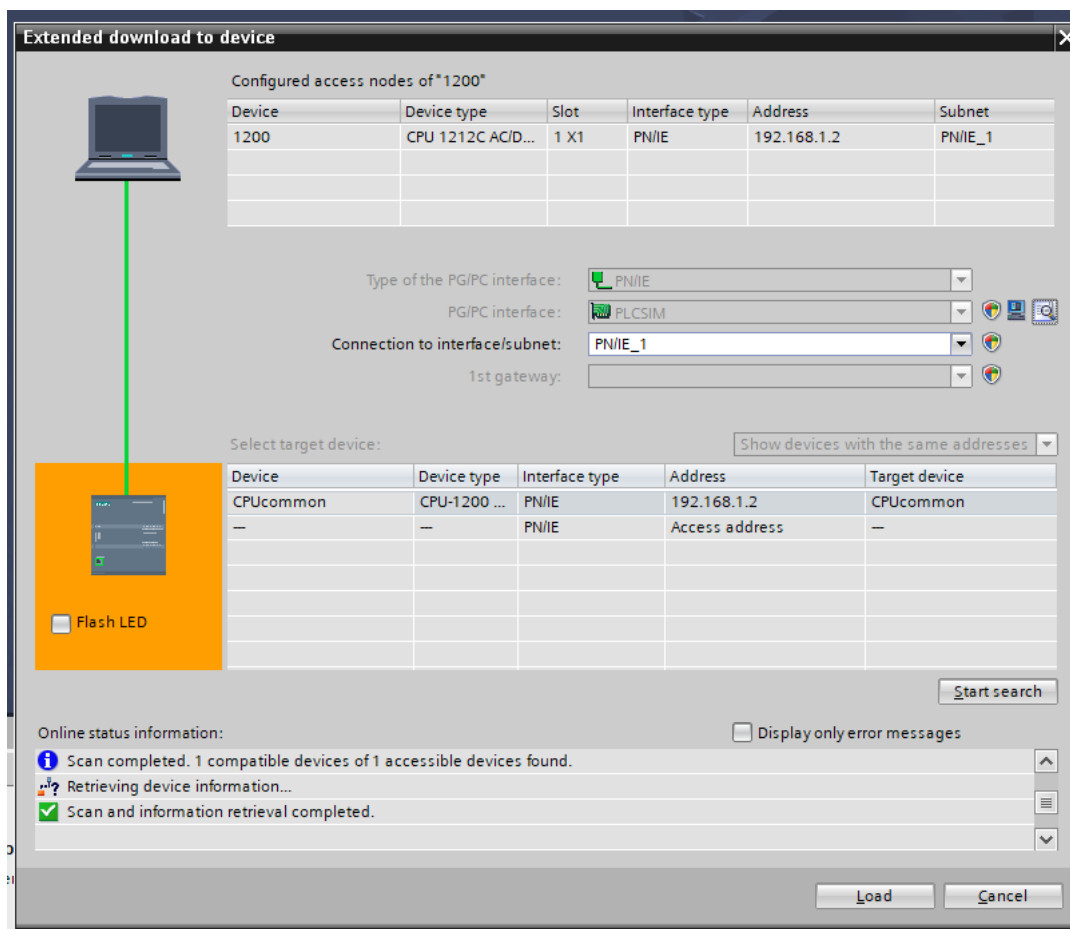 Extended download to device
Configured access nodes of "1200"
Device Device type Slot Interface type Address Subnet
1200 CPU 1212C AC/D... 1 X1 PN/IE 192.168.1.2 PN/IE_1
Type of the PG/PC interface: PN/IE
PG/PC interface: PLCSIM
Connection to interface/subnet: PN/IE_1
1st gateway:
Select target device: Show devices with the same addresses
Device Device type Interface type Address Target device
CPUcommon CPU-1200 ... PN/IE 192.168.1.2 CPUcommon
— — PN/IE Access address —
Flash LED
Start search
Online status information: Display only error messages
Scan completed. 1 compatible devices of 1 accessible devices found.
Retrieving device information...
Scan and information retrieval completed.
Load Cancel